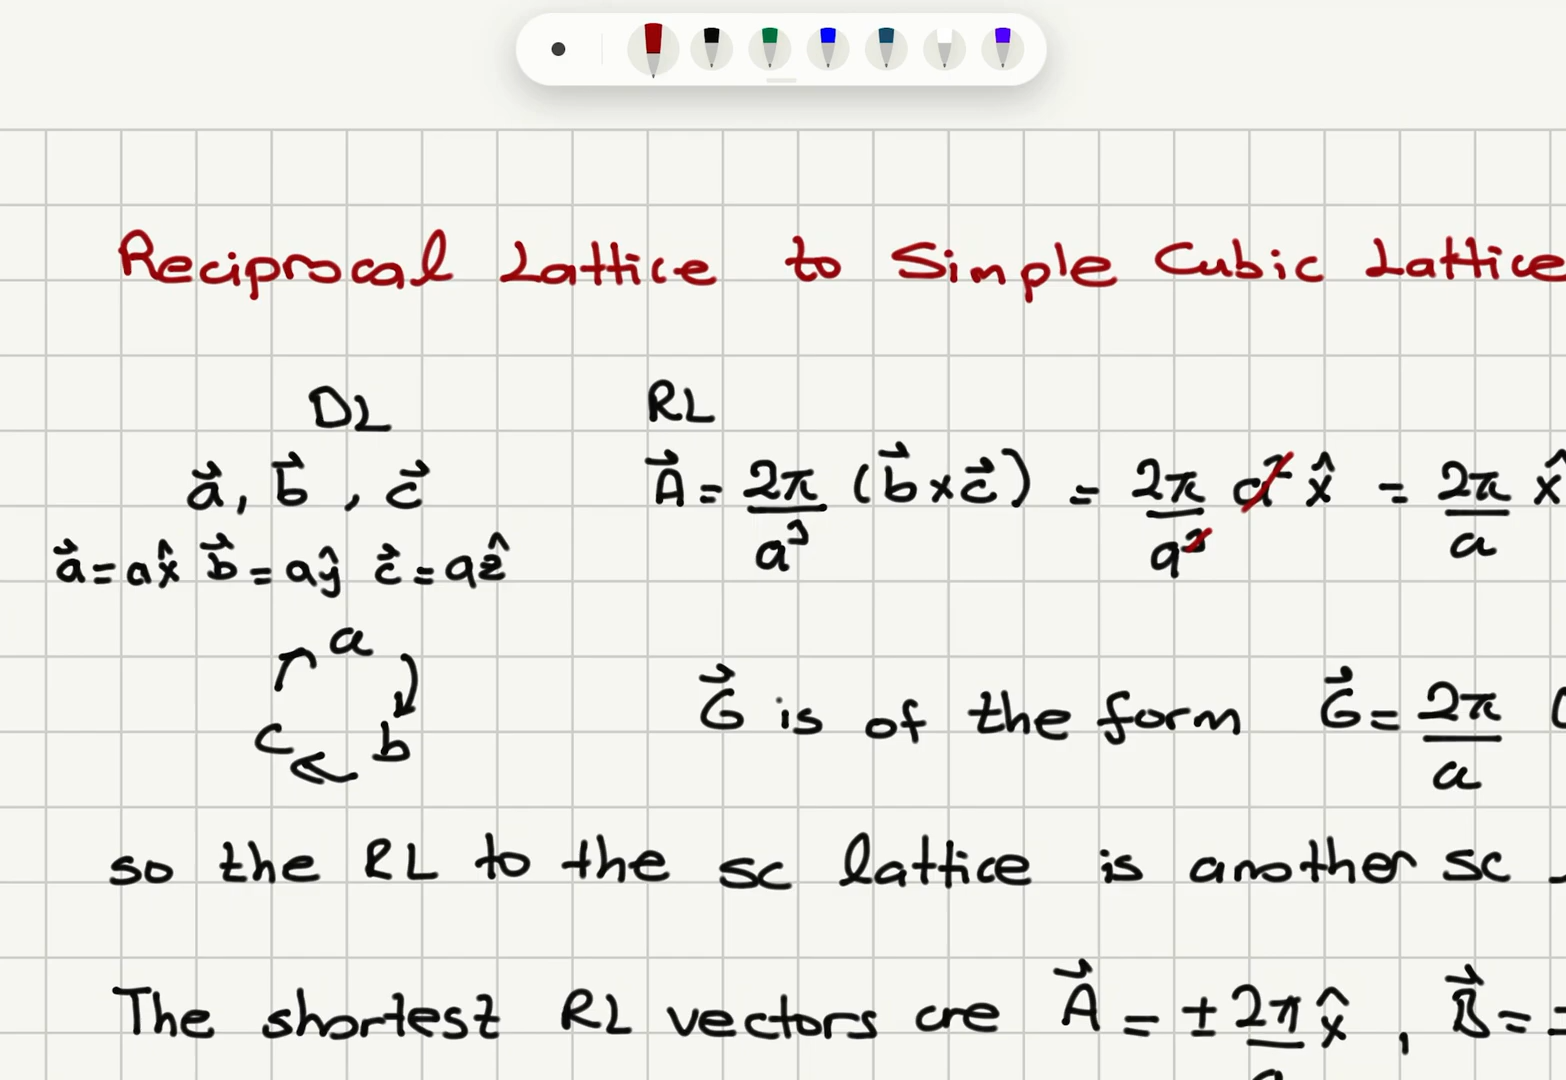 Reciprocal Lattice to Simple Cubic Lattice
DL RL
a⃗, b⃗, c⃗ A⃗ = 2π/a³ (b⃗×c⃗) = 2π/a³ a² x̂ = 2π/a x̂
a⃗ = ax̂ b⃗ = aŷ c⃗ = aẑ
a
c b
G⃗ is of the form G⃗ = 2π/a
so the RL to the sc lattice is another sc
The shortest RL vectors are A⃗ = ± 2π/a x̂, B⃗ =